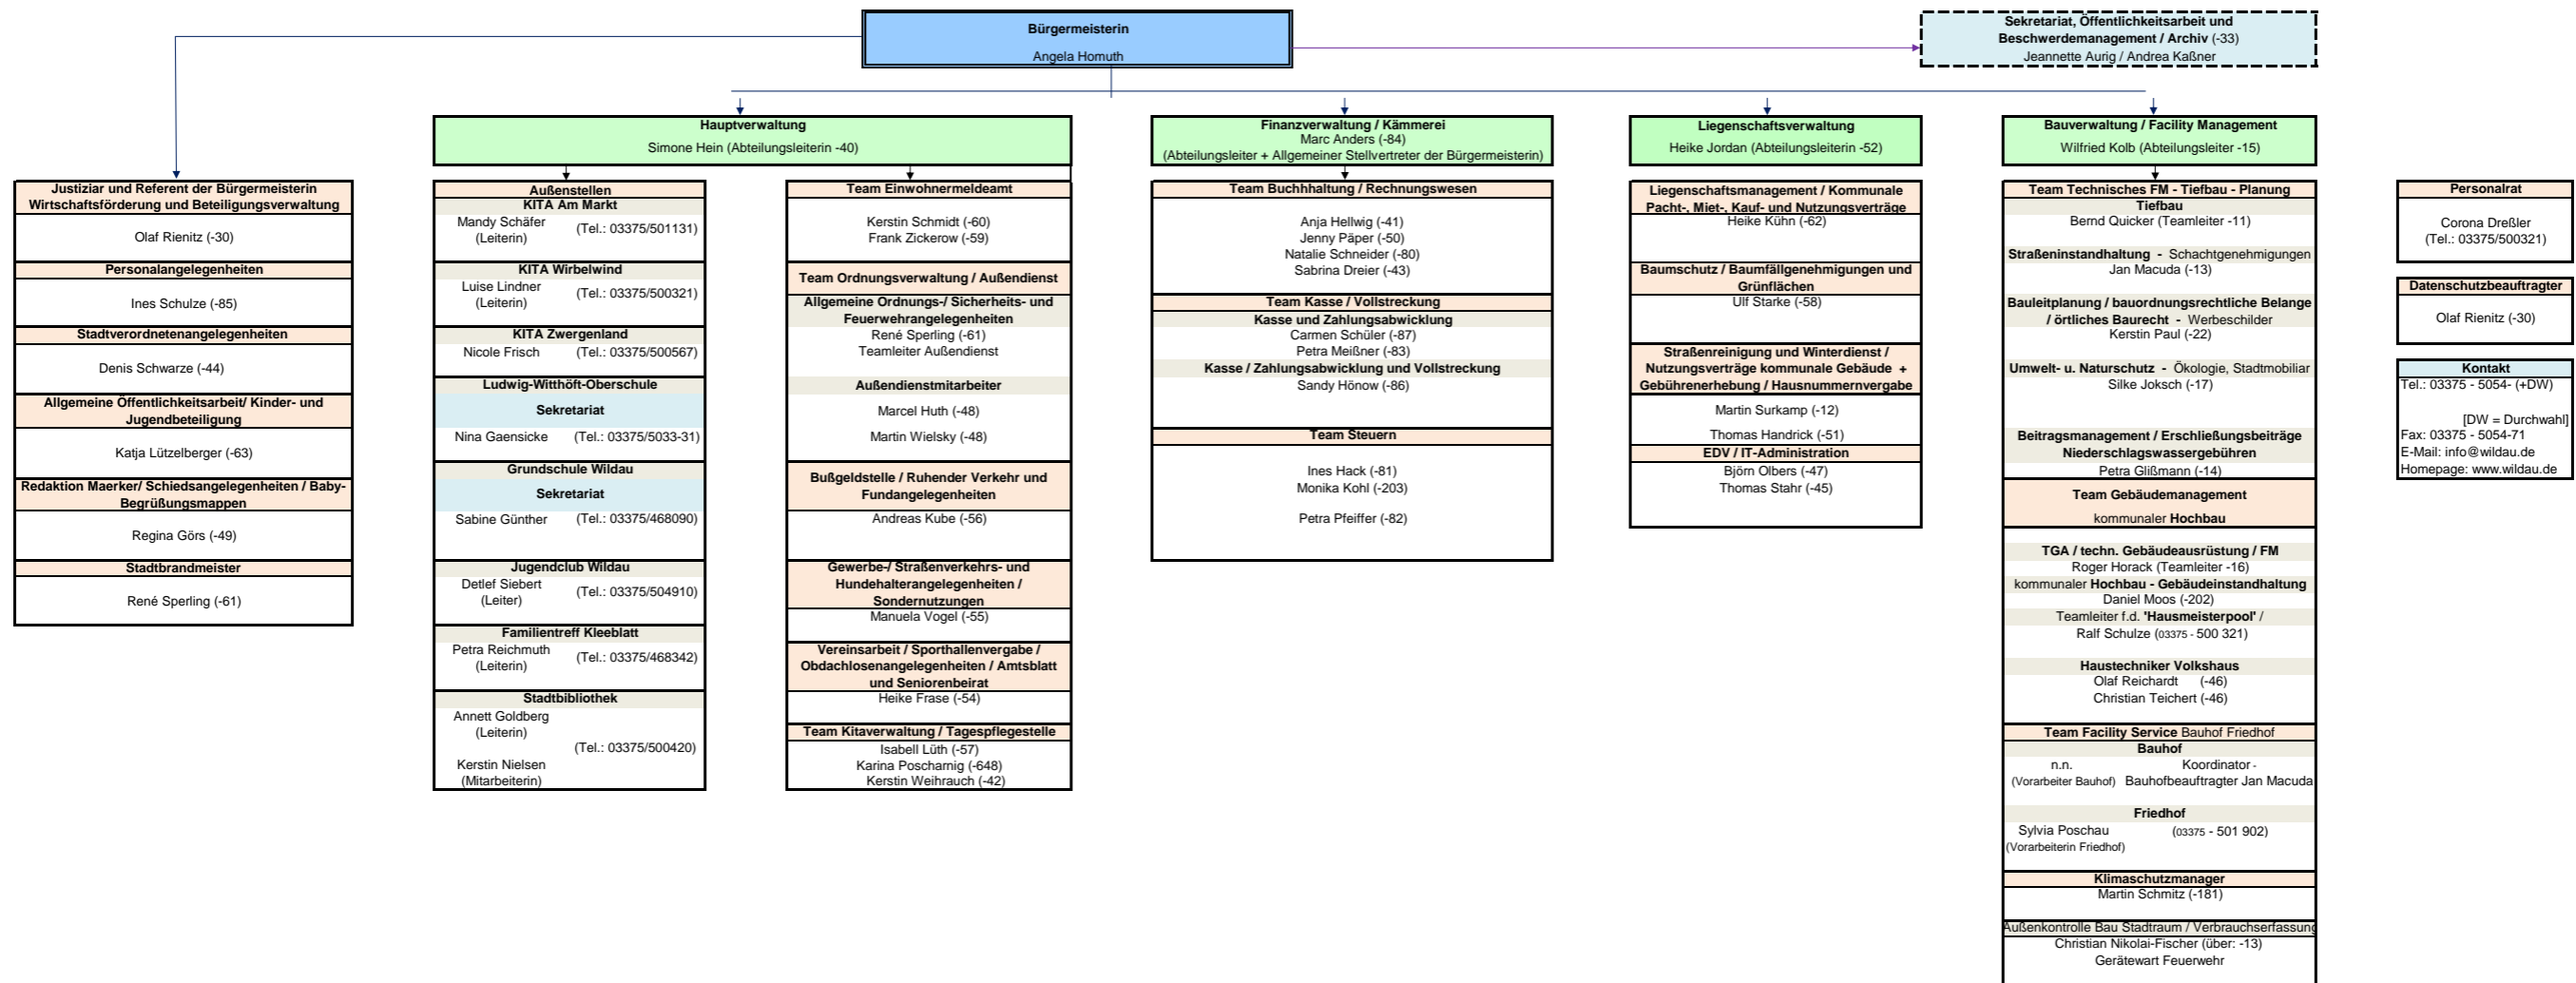 Bürgermeisterin
Angela Homuth
Sekretariat, Öffentlichkeitsarbeit und
Beschwerdemanagement / Archiv (-33)
Jeannette Aurig / Andrea Kaßner
Justiziar und Referent der Bürgermeisterin
Wirtschaftsförderung und Beteiligungsverwaltung
Olaf Rienitz (-30)
Personalangelegenheiten
Ines Schulze (-85)
Stadtverordnetenangelegenheiten
Denis Schwarze (-44)
Allgemeine Öffentlichkeitsarbeit/ Kinder- und
Jugendbeteiligung
Katja Lützelberger (-63)
Redaktion Maerker/ Schiedsangelegenheiten / Baby-
Begrüßungsmappen
Regina Görs (-49)
Stadtbrandmeister
René Sperling (-61)
Hauptverwaltung
Simone Hein (Abteilungsleiterin -40)
Außenstellen
KITA Am Markt
Mandy Schäfer (Tel.: 03375/501131)
(Leiterin)
KITA Wirbelwind
Luise Lindner (Tel.: 03375/500321)
(Leiterin)
KITA Zwergenland
Nicole Frisch (Tel.: 03375/500567)
Ludwig-Witthöft-Oberschule
Sekretariat
Nina Gaensicke (Tel.: 03375/5033-31)
Grundschule Wildau
Sekretariat
Sabine Günther (Tel.: 03375/468090)
Jugendclub Wildau
Detlef Siebert (Tel.: 03375/504910)
(Leiter)
Familientreff Kleeblatt
Petra Reichmuth (Tel.: 03375/468342)
(Leiterin)
Stadtbibliothek
Annett Goldberg
(Leiterin)
(Tel.: 03375/500420)
Kerstin Nielsen
(Mitarbeiterin)
Team Einwohnermeldeamt
Kerstin Schmidt (-60)
Frank Zickerow (-59)
Team Ordnungsverwaltung / Außendienst
Allgemeine Ordnungs-/ Sicherheits- und
Feuerwehrangelegenheiten
René Sperling (-61)
Teamleiter Außendienst
Außendienstmitarbeiter
Marcel Huth (-48)
Martin Wielsky (-48)
Bußgeldstelle / Ruhender Verkehr und
Fundangelegenheiten
Andreas Kube (-56)
Gewerbe-/ Straßenverkehrs- und
Hundehalterangelegenheiten /
Sondernutzungen
Manuela Vogel (-55)
Vereinsarbeit / Sporthallenvergabe /
Obdachlosenangelegenheiten / Amtsblatt
und Seniorenbeirat
Heike Frase (-54)
Team Kitaverwaltung / Tagespflegestelle
Isabell Lüth (-57)
Karina Poscharnig (-648)
Kerstin Weihrauch (-42)
Finanzverwaltung / Kämmerei
Marc Anders (-84)
(Abteilungsleiter + Allgemeiner Stellvertreter der Bürgermeisterin)
Team Buchhhaltung / Rechnungswesen
Anja Hellwig (-41)
Jenny Päper (-50)
Natalie Schneider (-80)
Sabrina Dreier (-43)
Team Kasse / Vollstreckung
Kasse und Zahlungsabwicklung
Carmen Schüler (-87)
Petra Meißner (-83)
Kasse / Zahlungsabwicklung und Vollstreckung
Sandy Hönow (-86)
Team Steuern
Ines Hack (-81)
Monika Kohl (-203)
Petra Pfeiffer (-82)
Liegenschaftsverwaltung
Heike Jordan (Abteilungsleiterin -52)
Liegenschaftsmanagement / Kommunale
Pacht-, Miet-, Kauf- und Nutzungsverträge
Heike Kühn (-62)
Baumschutz / Baumfällgenehmigungen und
Grünflächen
Ulf Starke (-58)
Straßenreinigung und Winterdienst /
Nutzungsverträge kommunale Gebäude +
Gebührenerhebung / Hausnummernvergabe
Martin Surkamp (-12)
Thomas Handrick (-51)
EDV / IT-Administration
Björn Olbers (-47)
Thomas Stahr (-45)
Bauverwaltung / Facility Management
Wilfried Kolb (Abteilungsleiter -15)
Team Technisches FM - Tiefbau - Planung
Tiefbau
Bernd Quicker (Teamleiter -11)
Straßeninstandhaltung - Schachtgenehmigungen
Jan Macuda (-13)
Bauleitplanung / bauordnungsrechtliche Belange
/ örtliches Baurecht - Werbeschilder
Kerstin Paul (-22)
Umwelt- u. Naturschutz - Ökologie, Stadtmobiliar
Silke Joksch (-17)
Beitragsmanagement / Erschließungsbeiträge
Niederschlagswassergebühren
Petra Glißmann (-14)
Team Gebäudemanagement
kommunaler Hochbau
TGA / techn. Gebäudeausrüstung / FM
Roger Horack (Teamleiter -16)
kommunaler Hochbau - Gebäudeinstandhaltung
Daniel Moos (-202)
Teamleiter f.d. 'Hausmeisterpool' /
Ralf Schulze (03375 - 500 321)
Haustechniker Volkshaus
Olaf Reichardt (-46)
Christian Teichert (-46)
Team Facility Service Bauhof Friedhof
Bauhof
n.n. Koordinator -
(Vorarbeiter Bauhof) Bauhofbeauftragter Jan Macuda
Friedhof
Sylvia Poschau (03375 - 501 902)
(Vorarbeiterin Friedhof)
Klimaschutzmanager
Martin Schmitz (-181)
Außenkontrolle Bau Stadtraum / Verbrauchserfassung
Christian Nikolai-Fischer (über: -13)
Gerätewart Feuerwehr
Personalrat
Corona Dreßler
(Tel.: 03375/500321)
Datenschutzbeauftragter
Olaf Rienitz (-30)
Kontakt
Tel.: 03375 - 5054- (+DW)
[DW = Durchwahl]
Fax: 03375 - 5054-71
E-Mail: info@wildau.de
Homepage: www.wildau.de